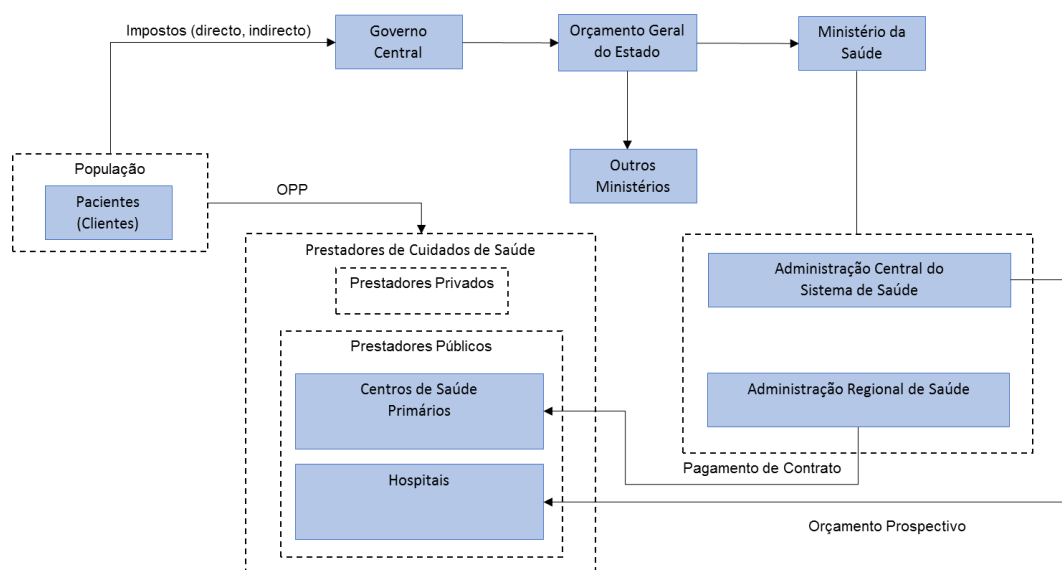 Impostos (directo, indirecto)
Governo
Central
Orçamento Geral
do Estado
Ministério da
Saúde
Outros
Ministérios
População
Pacientes
(Clientes)
OPP
Prestadores de Cuidados de Saúde
Prestadores Privados
Prestadores Públicos
Centros de Saúde
Primários
Hospitais
Administração Central do
Sistema de Saúde
Administração Regional de Saúde
Pagamento de Contrato
Orçamento Prospectivo